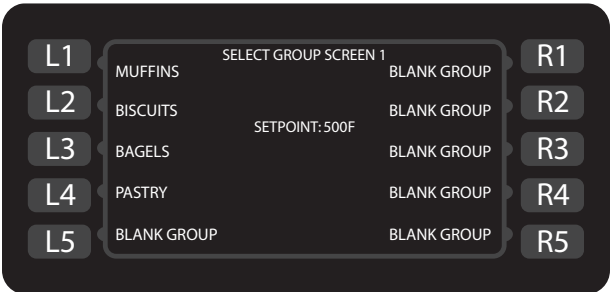 SELECT GROUP SCREEN 1
L1 MUFFINS BLANK GROUP R1
L2 BISCUITS BLANK GROUP R2
SETPOINT: 500F
L3 BAGELS BLANK GROUP R3
L4 PASTRY BLANK GROUP R4
L5 BLANK GROUP BLANK GROUP R5